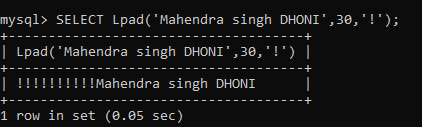 mysql> SELECT Lpad('Mahendra singh DHONI',30,'!');
+-----------------------------------+
| Lpad('Mahendra singh DHONI',30,'!') |
+-----------------------------------+
| !!!!!!!!!!Mahendra singh DHONI      |
+-----------------------------------+
1 row in set (0.05 sec)